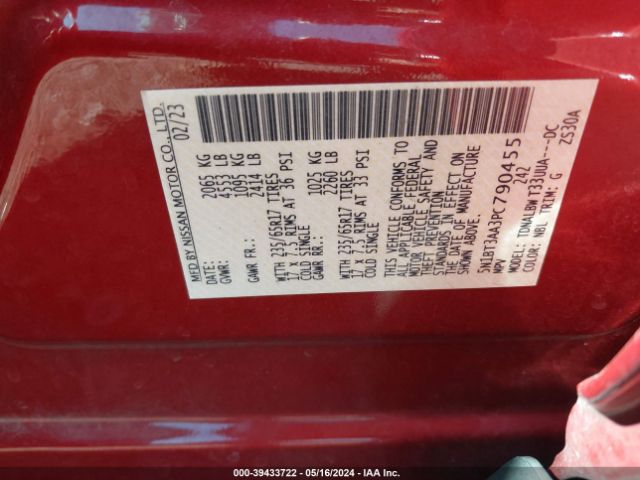 MFD BY NISSAN MOTOR CO., LTD.
DATE: 02/23
GVWR: 2065 KG
4553 LB
GAWR FR.: 1095 KG
2414 LB
WITH 235/65R17 TIRES
17 X 7.5 RIMS AT 36 PSI
COLD SINGLE
GAWR RR.: 1025 KG
2260 LB
WITH 235/65R17 TIRES
17 X 7.5 RIMS AT 33 PSI
COLD SINGLE
THIS VEHICLE CONFORMS TO
ALL APPLICABLE FEDERAL
MOTOR VEHICLE SAFETY AND
THEFT PREVENTION
STANDARDS IN EFFECT ON
THE DATE OF MANUFACTURE
SHOWN ABOVE.
5N1BT3AA3PC790455
MPV 242
MODEL: TDNALBW T33UUA---DC
COLOR: NBL TRIM: G ZS30A
000-39433722 - 05/16/2024 - IAA Inc.